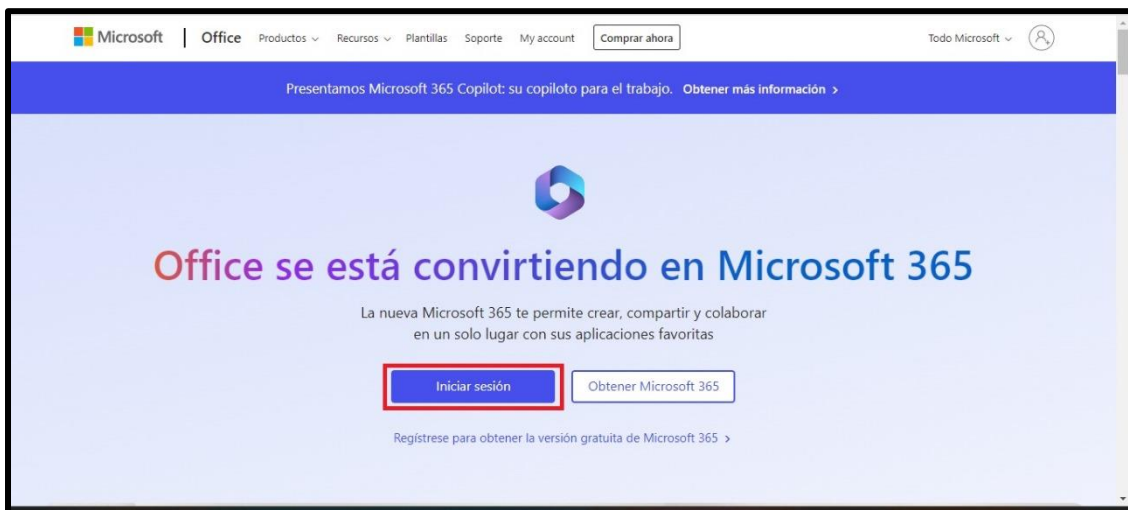 Microsoft | Office Productos Recursos Plantillas Soporte My account Comprar ahora Todo Microsoft
Presentamos Microsoft 365 Copilot: su copiloto para el trabajo. Obtener más información >
Office se está convirtiendo en Microsoft 365
La nueva Microsoft 365 te permite crear, compartir y colaborar
en un solo lugar con sus aplicaciones favoritas
Iniciar sesión Obtener Microsoft 365
Regístrese para obtener la versión gratuita de Microsoft 365 >